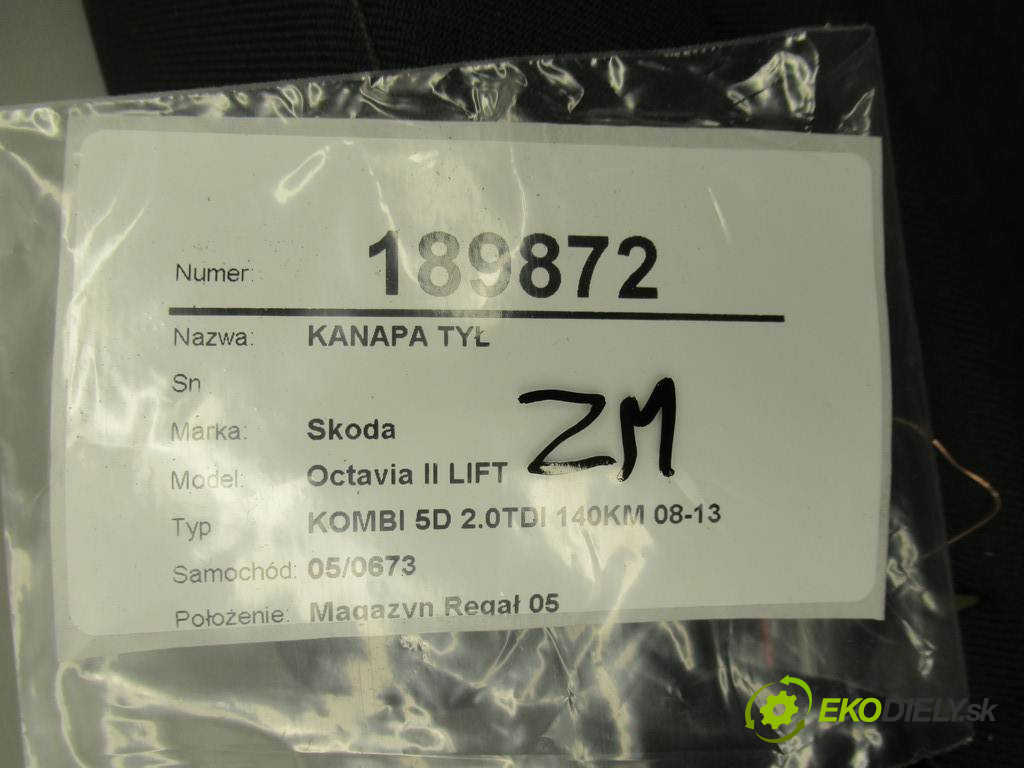 Numer: 189872
Nazwa: KANAPA TYŁ
Sn
Marka: Skoda
ZM
Model: Octavia II LIFT
Typ KOMBI 5D 2.0TDI 140KM 08-13
Samochód: 05/0673
Położenie: Magazyn Regał 05
EKODIELY.sk